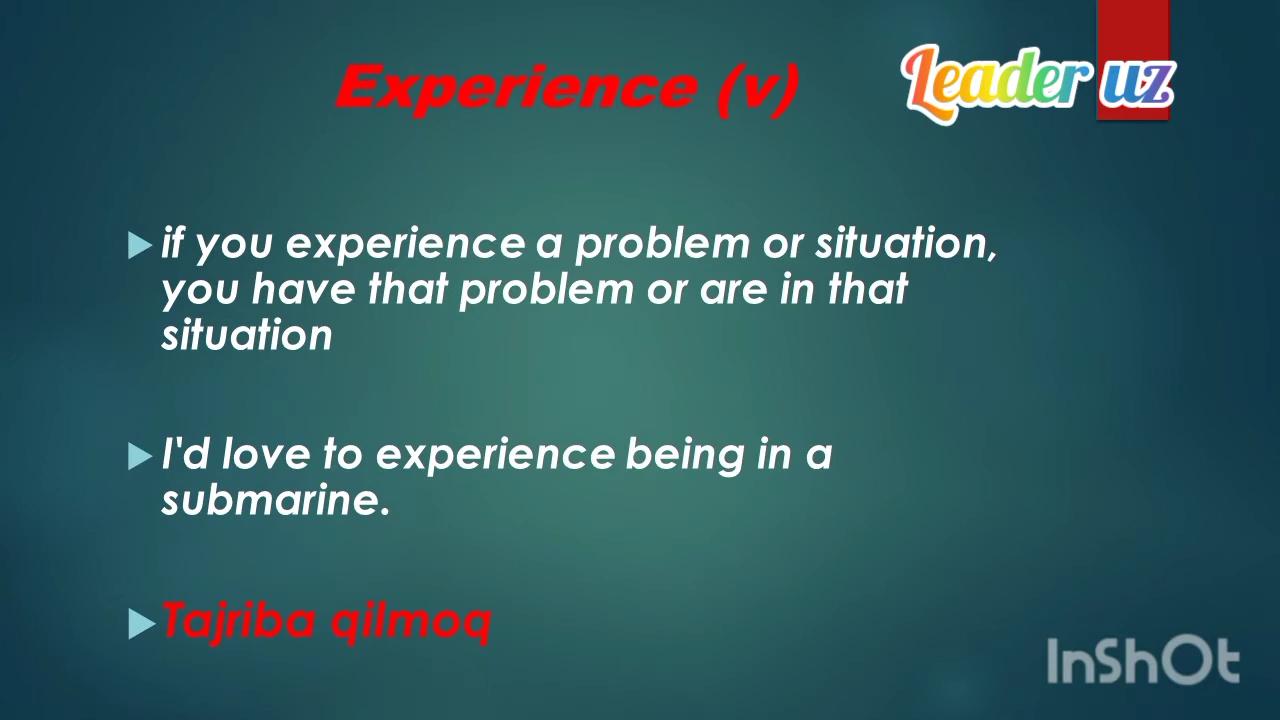 Experience (v)
Leader uz
if you experience a problem or situation,
you have that problem or are in that
situation
I'd love to experience being in a
submarine.
Tajriba qilmoq
InShOt